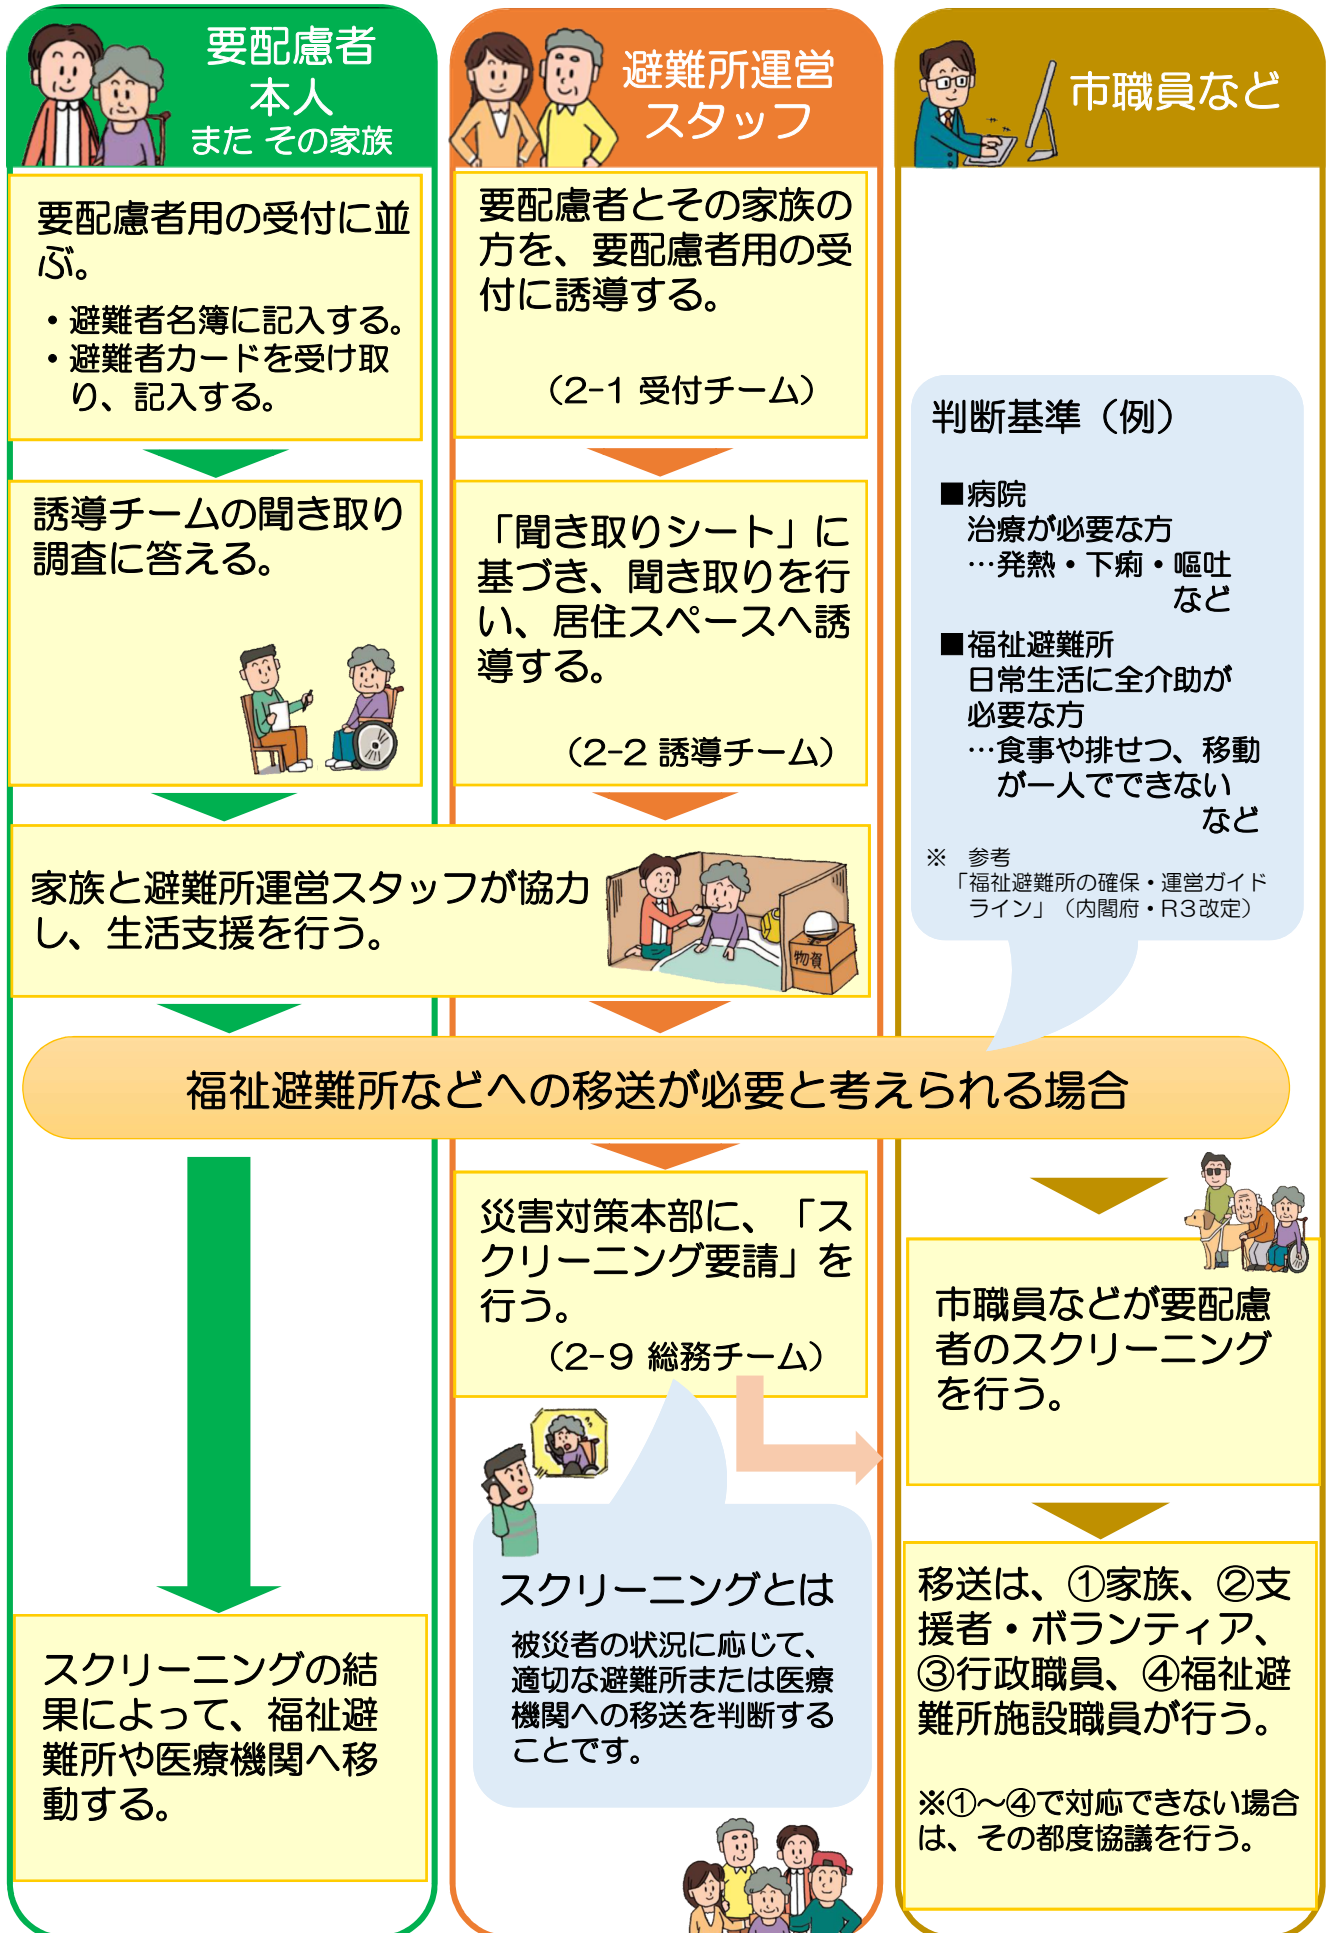 要配慮者
本人
また その家族
要配慮者用の受付に並
ぶ。
・避難者名簿に記入する。
・避難者カードを受け取
り、記入する。
誘導チームの聞き取り
調査に答える。
避難所運営
スタッフ
要配慮者とその家族の
方を、要配慮者用の受
付に誘導する。
（2-1 受付チーム）
「聞き取りシート」に
基づき、聞き取りを行
い、居住スペースへ誘
導する。
（2-2 誘導チーム）
家族と避難所運営スタッフが協力
し、生活支援を行う。
物資
市職員など
判断基準（例）
■病院
治療が必要な方
…発熱・下痢・嘔吐
など
■福祉避難所
日常生活に全介助が
必要な方
…食事や排せつ、移動
が一人でできない
など
※　参考
「福祉避難所の確保・運営ガイド
ライン」（内閣府・R3改定）
福祉避難所などへの移送が必要と考えられる場合
スクリーニングの結
果によって、福祉避
難所や医療機関へ移
動する。
災害対策本部に、「ス
クリーニング要請」を
行う。
（2-9 総務チーム）
スクリーニングとは
被災者の状況に応じて、
適切な避難所または医療
機関への移送を判断する
ことです。
市職員などが要配慮
者のスクリーニング
を行う。
移送は、①家族、②支
援者・ボランティア、
③行政職員、④福祉避
難所施設職員が行う。
※①～④で対応できない場合
は、その都度協議を行う。